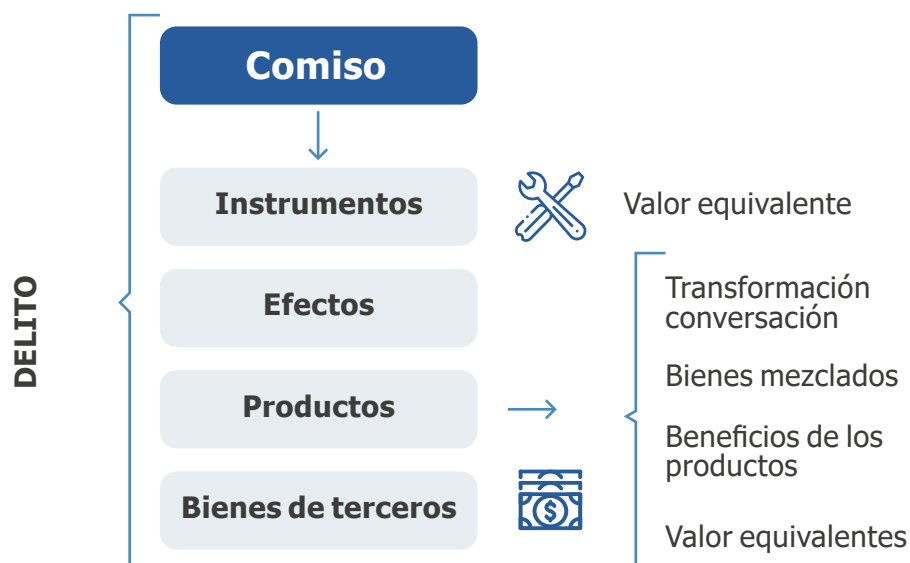 DELITO
Comiso
Instrumentos
Valor equivalente
Efectos
Productos
Bienes de terceros
Transformación
conversación
Bienes mezclados
Beneficios de los
productos
Valor equivalentes